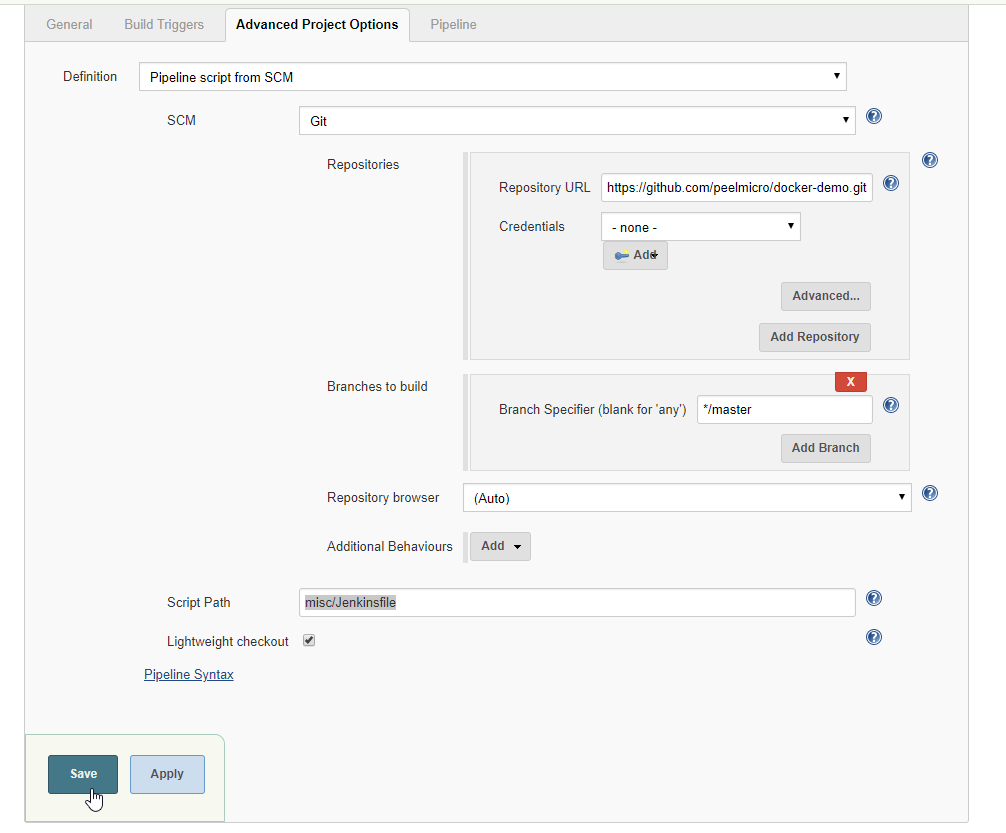 General Build Triggers Advanced Project Options Pipeline
Definition Pipeline script from SCM
SCM Git
Repositories
Repository URL https://github.com/peelmicro/docker-demo.git
Credentials - none -
Add
Advanced...
Add Repository
X
Branches to build
Branch Specifier (blank for 'any') */master
Add Branch
Repository browser (Auto)
Additional Behaviours Add
Script Path misc/Jenkinsfile
Lightweight checkout
Pipeline Syntax
Save Apply